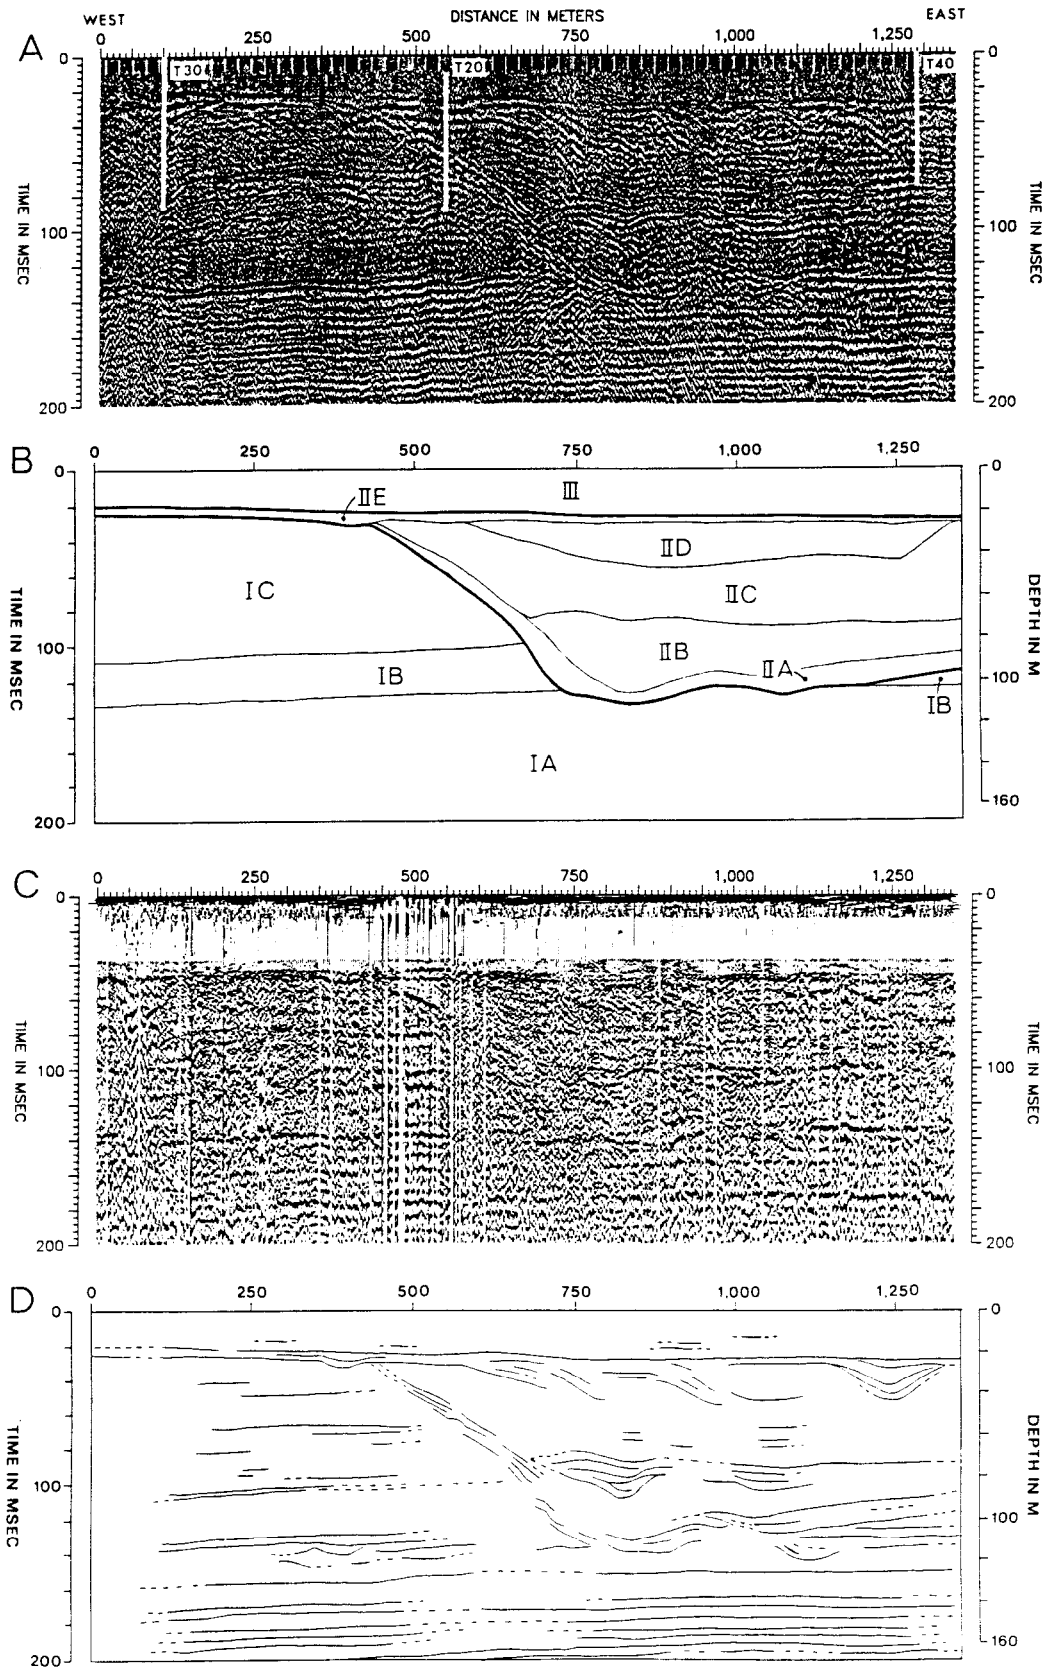 WEST DISTANCE IN METERS EAST
A
0 250 500 750 1,000 1,250
T30 T20 T40
0 100 200
TIME IN MSEC
0 100 200
TIME IN MSEC
B
0 250 500 750 1,000 1,250
0 100 200
TIME IN MSEC
0 100 160
DEPTH IN M
IIE III
IID
IC IIC
IIB
IIA
IB IB
IA
C
0 250 500 750 1,000 1,250
0 100 200
TIME IN MSEC
0 100 200
TIME IN MSEC
D
0 250 500 750 1,000 1,250
0 100 200
TIME IN MSEC
0 100 160
DEPTH IN M